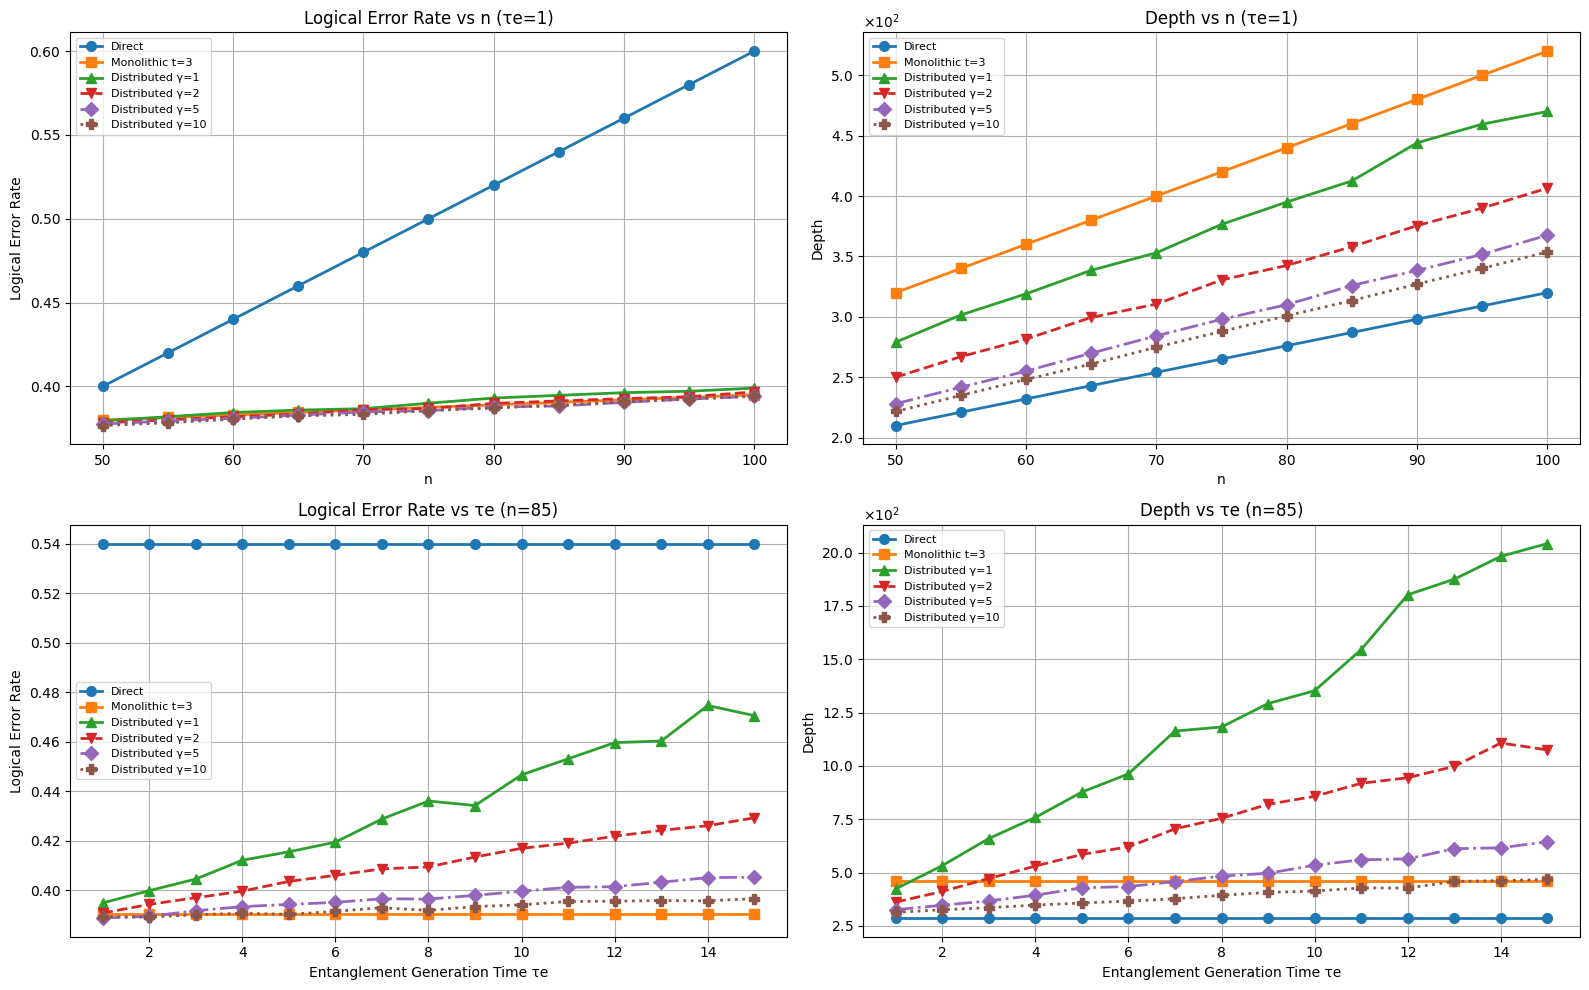 Logical Error Rate vs n (τe=1)
Logical Error Rate
0.60
0.55
0.50
0.45
0.40
Direct
Monolithic t=3
Distributed γ=1
Distributed γ=2
Distributed γ=5
Distributed γ=10
50 60 70 80 90 100
n
Depth vs n (τe=1)
×10²
Depth
5.0
4.5
4.0
3.5
3.0
2.5
2.0
Direct
Monolithic t=3
Distributed γ=1
Distributed γ=2
Distributed γ=5
Distributed γ=10
50 60 70 80 90 100
n
Logical Error Rate vs τe (n=85)
Logical Error Rate
0.54
0.52
0.50
0.48
0.46
0.44
0.42
0.40
Direct
Monolithic t=3
Distributed γ=1
Distributed γ=2
Distributed γ=5
Distributed γ=10
2 4 6 8 10 12 14
Entanglement Generation Time τe
Depth vs τe (n=85)
×10²
Depth
20.0
17.5
15.0
12.5
10.0
7.5
5.0
2.5
Direct
Monolithic t=3
Distributed γ=1
Distributed γ=2
Distributed γ=5
Distributed γ=10
2 4 6 8 10 12 14
Entanglement Generation Time τe